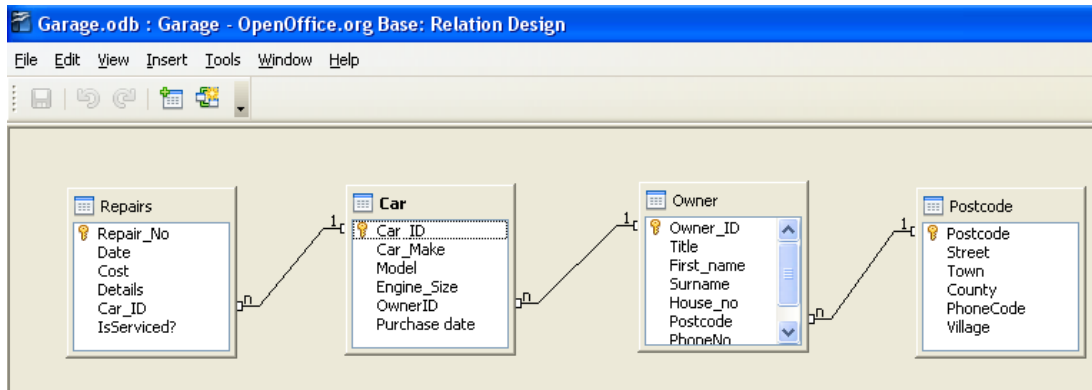 Garage.odb : Garage - OpenOffice.org Base: Relation Design
File Edit View Insert Tools Window Help
Repairs
Repair_No
Date
Cost
Details
Car_ID
IsServiced?
n
1
Car
Car_ID
Car_Make
Model
Engine_Size
OwnerID
Purchase date
n
1
Owner
Owner_ID
Title
First_name
Surname
House_no
Postcode
PhoneNo
n
1
Postcode
Postcode
Street
Town
County
PhoneCode
Village